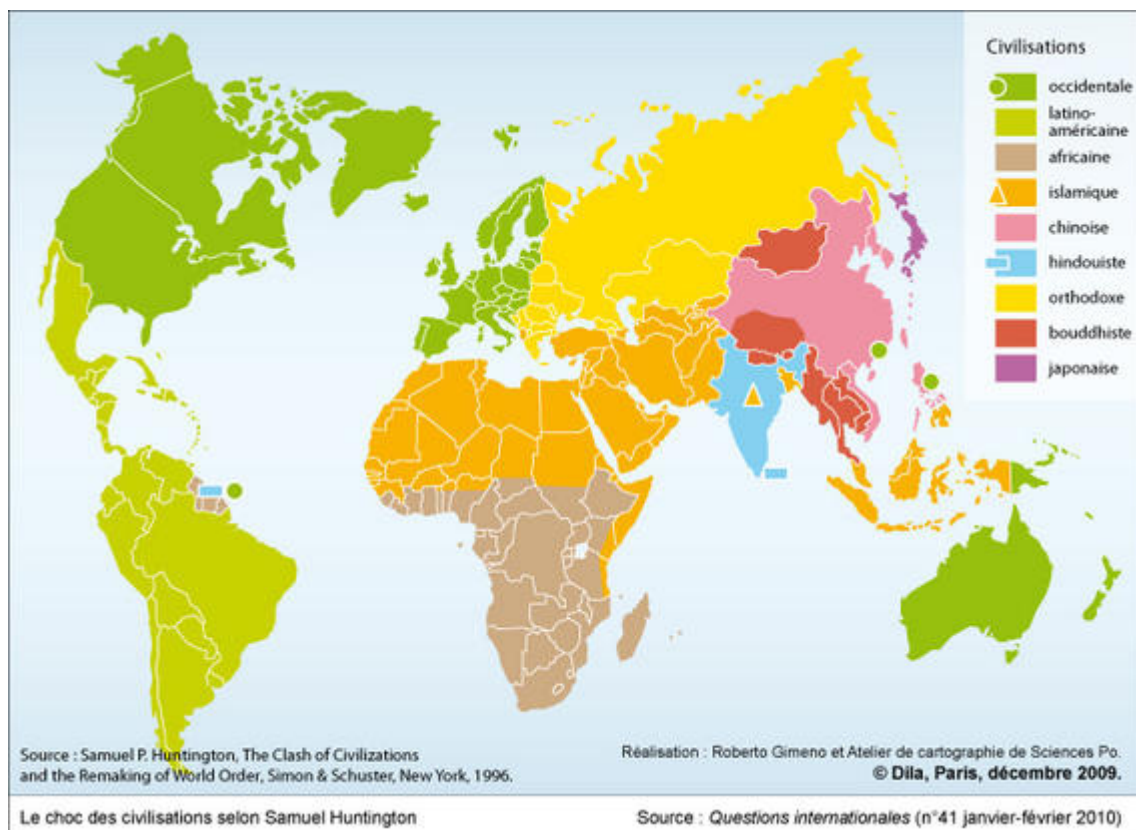 Civilisations
occidentale
latino-
américaine
africaine
islamique
chinoise
hindouiste
orthodoxe
bouddhiste
japonaise
Source : Samuel P. Huntington, The Clash of Civilizations
and the Remaking of World Order, Simon & Schuster, New York, 1996.
Réalisation : Roberto Gimeno et Atelier de cartographie de Sciences Po.
© Dila, Paris, décembre 2009.
Le choc des civilisations selon Samuel Huntington
Source : Questions internationales (n°41 janvier-février 2010)